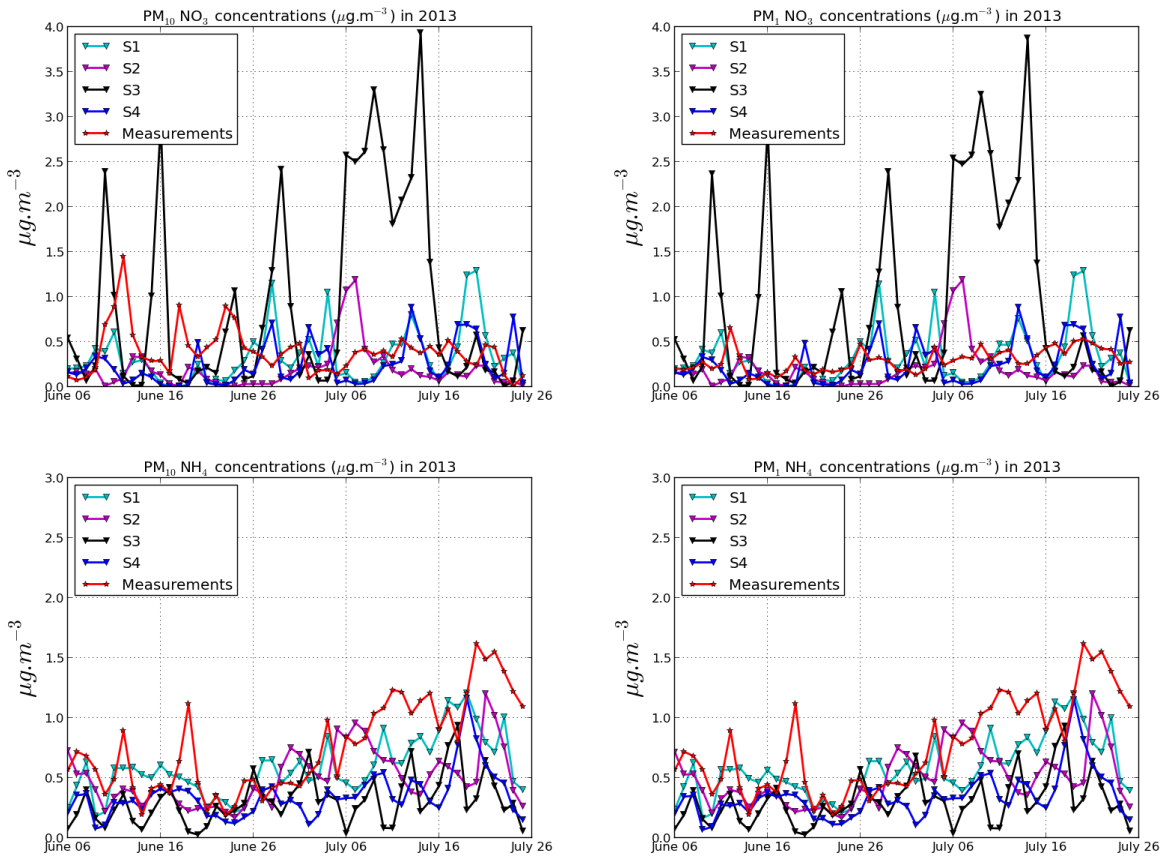 PM₁₀ NO₃ concentrations (μg.m⁻³) in 2013
4.0
3.5
3.0
2.5
2.0
1.5
1.0
0.5
0.0
μg.m⁻³
S1
S2
S3
S4
Measurements
June 06 June 16 June 26 July 06 July 16 July 26
PM₁ NO₃ concentrations (μg.m⁻³) in 2013
4.0
3.5
3.0
2.5
2.0
1.5
1.0
0.5
0.0
μg.m⁻³
S1
S2
S3
S4
Measurements
June 06 June 16 June 26 July 06 July 16 July 26
PM₁₀ NH₄ concentrations (μg.m⁻³) in 2013
3.0
2.5
2.0
1.5
1.0
0.5
0.0
μg.m⁻³
S1
S2
S3
S4
Measurements
June 06 June 16 June 26 July 06 July 16 July 26
PM₁ NH₄ concentrations (μg.m⁻³) in 2013
3.0
2.5
2.0
1.5
1.0
0.5
0.0
μg.m⁻³
S1
S2
S3
S4
Measurements
June 06 June 16 June 26 July 06 July 16 July 26